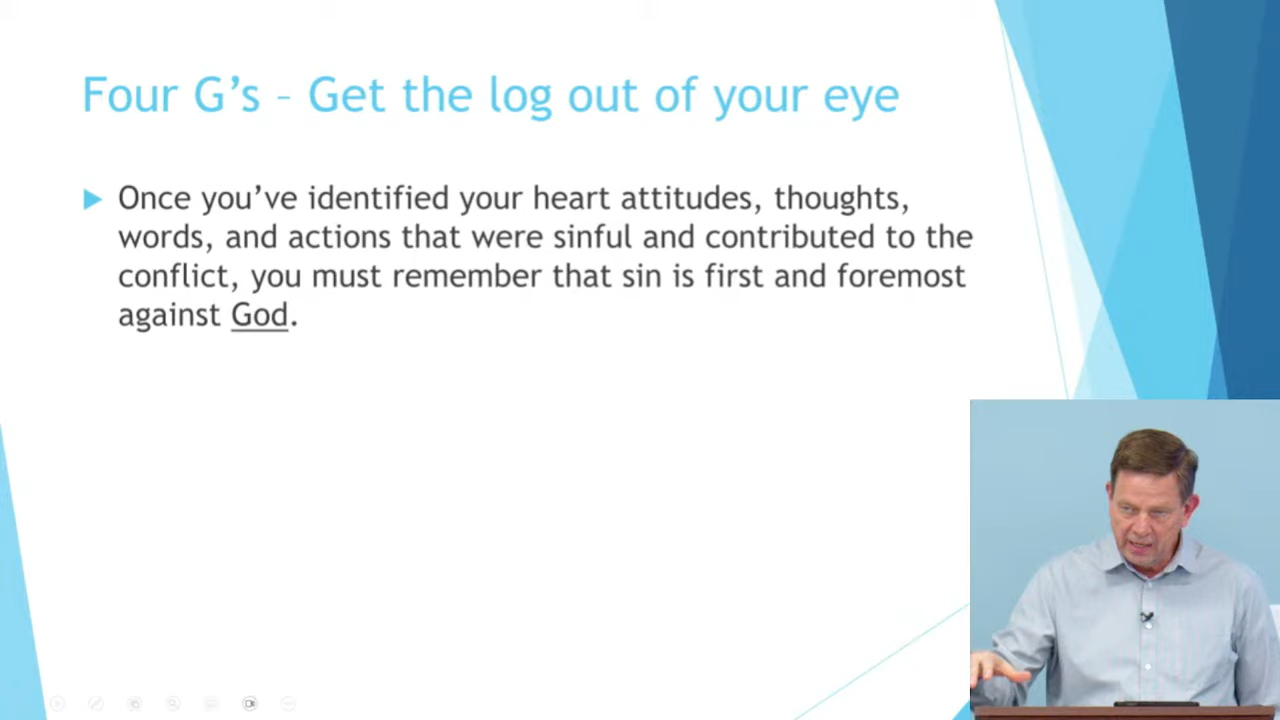 Four G’s – Get the log out of your eye
Once you’ve identified your heart attitudes, thoughts,
words, and actions that were sinful and contributed to the
conflict, you must remember that sin is first and foremost
against God.